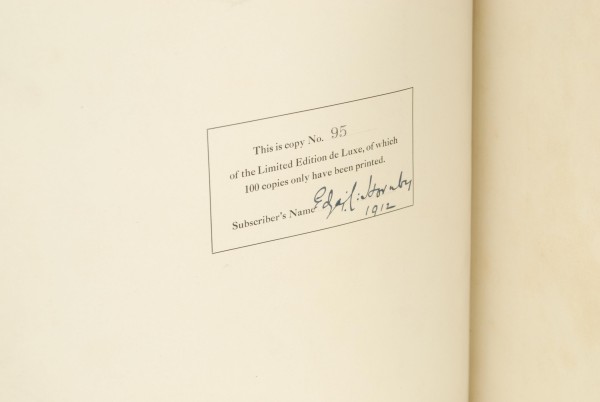 This is copy No. 95
of the Limited Edition de Luxe, of which
100 copies only have been printed.
Subscriber's Name Hornby
1912